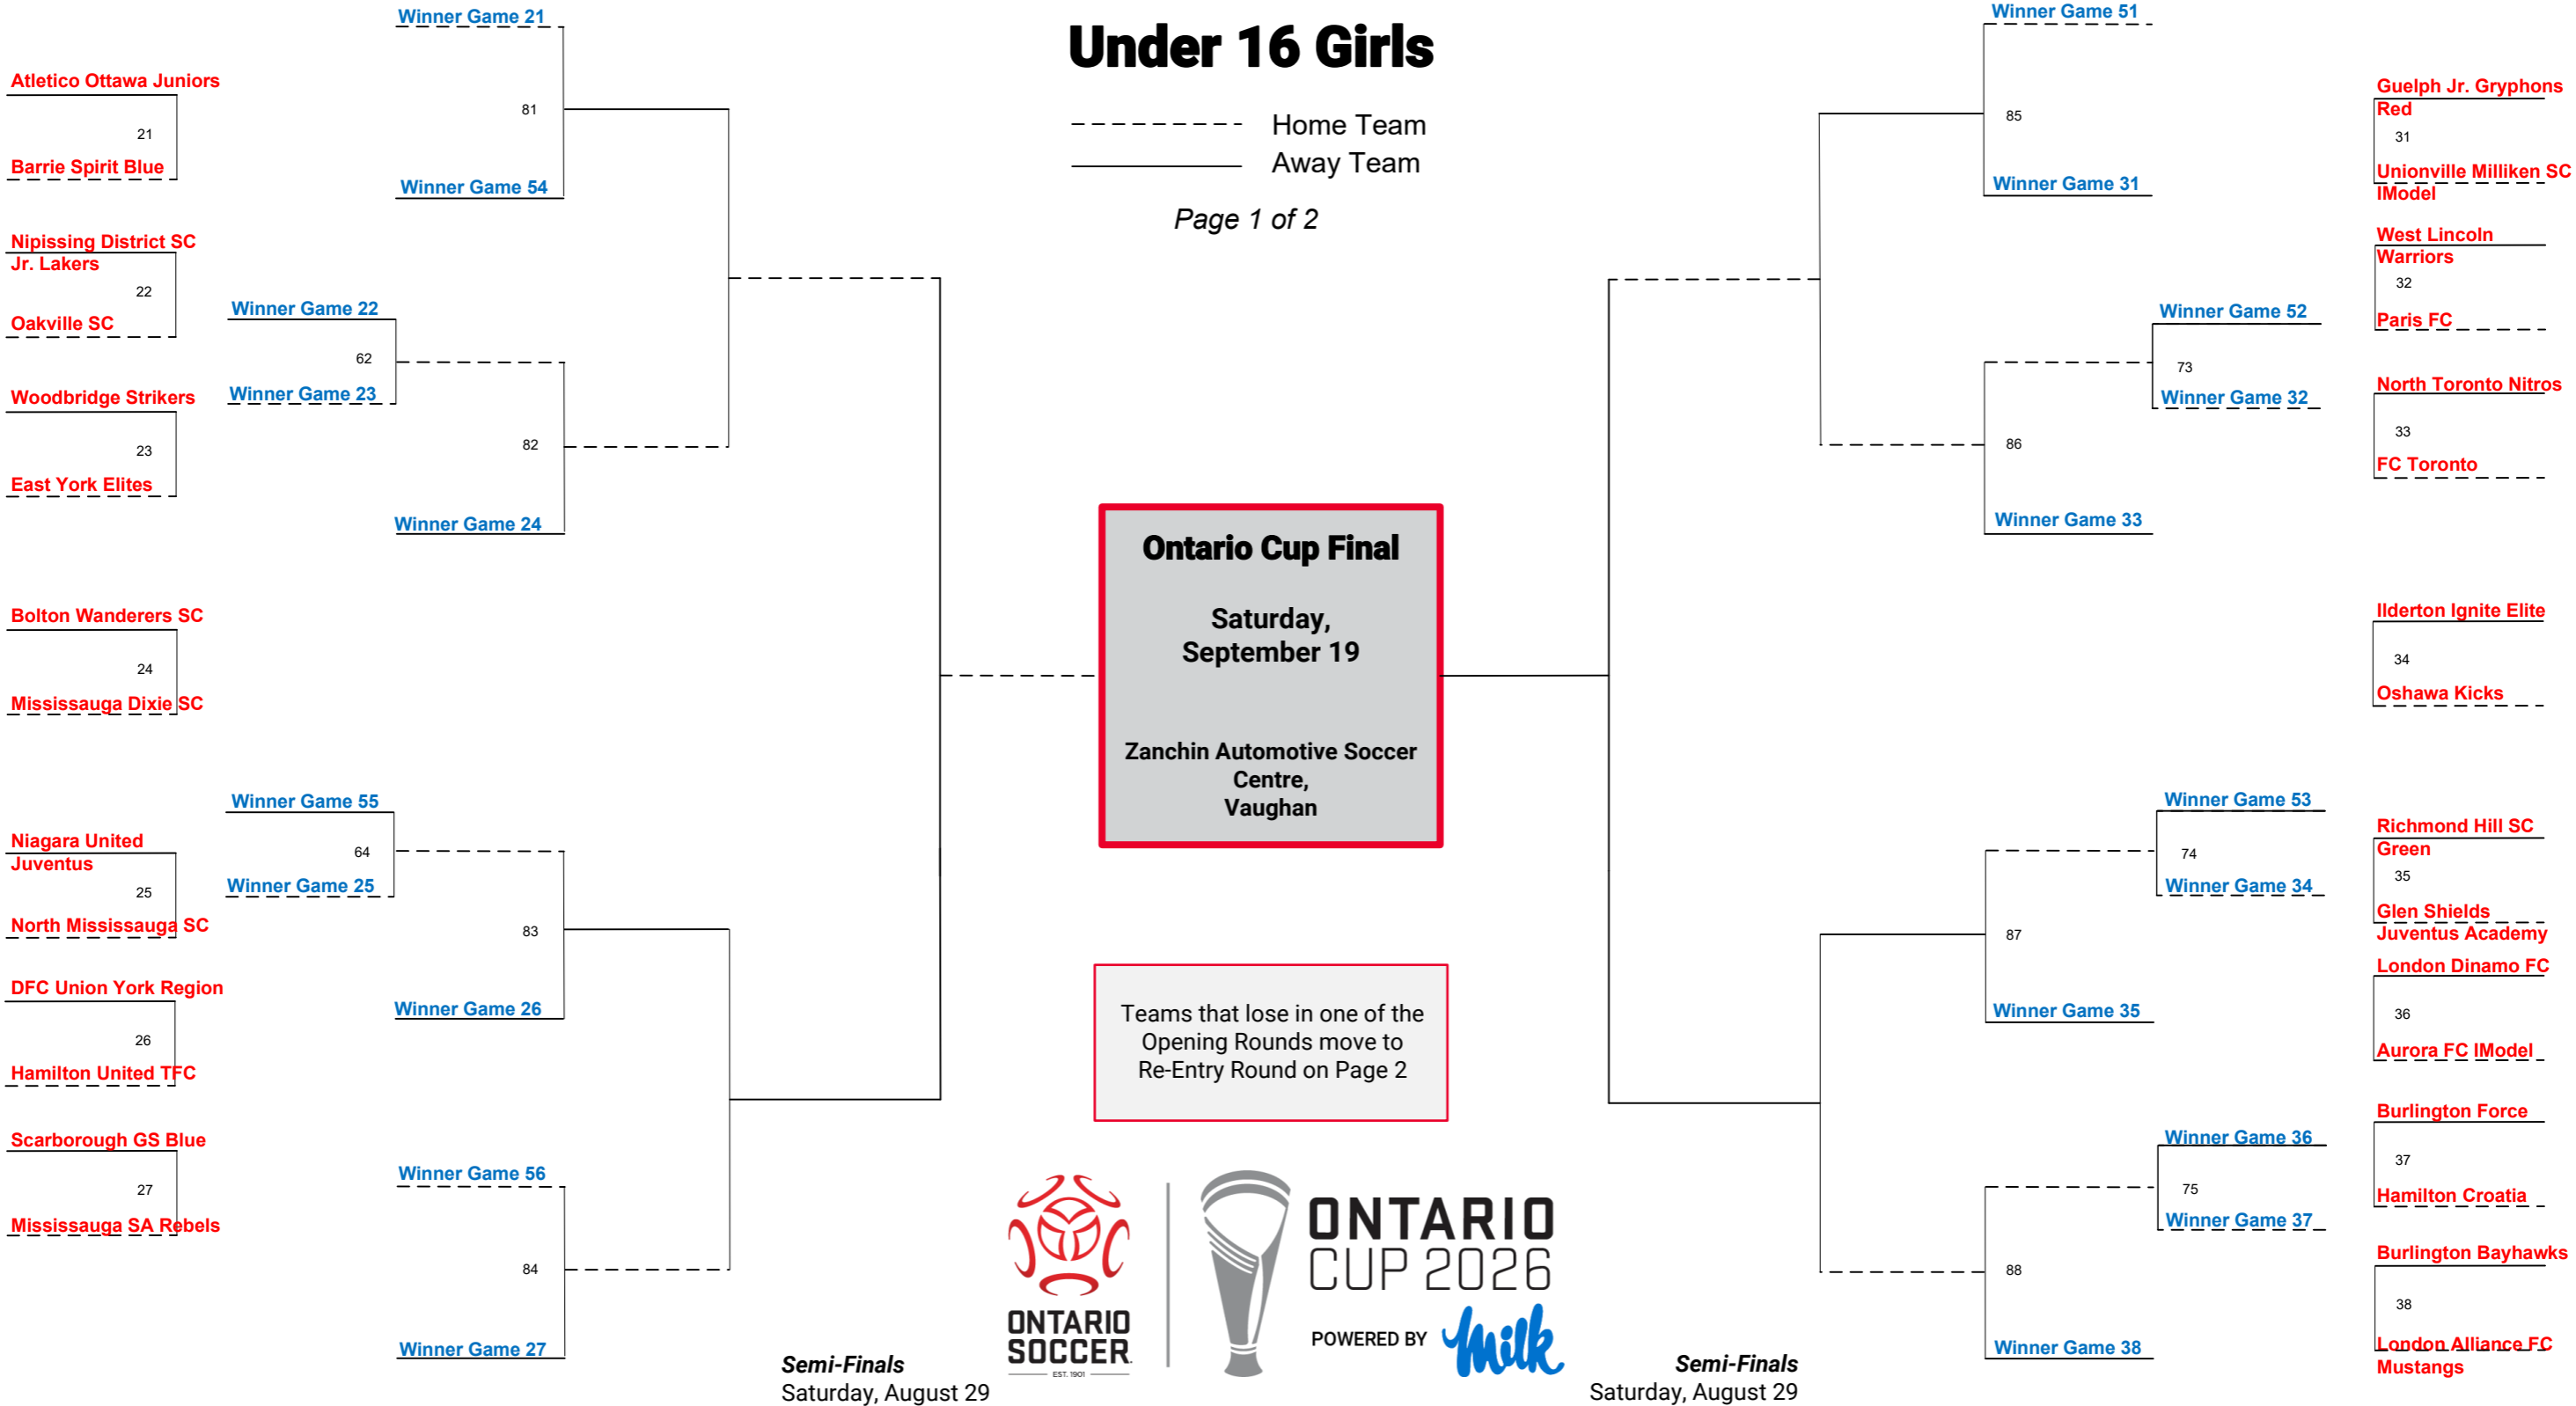 Under 16 Girls
Home Team
Away Team
Page 1 of 2
Atletico Ottawa Juniors
21
Barrie Spirit Blue
Nipissing District SC
Jr. Lakers
22
Oakville SC
Woodbridge Strikers
23
East York Elites
Bolton Wanderers SC
24
Mississauga Dixie SC
Niagara United
Juventus
25
North Mississauga SC
DFC Union York Region
26
Hamilton United TFC
Scarborough GS Blue
27
Mississauga SA Rebels
Winner Game 22
62
Winner Game 23
Winner Game 55
64
Winner Game 25
Winner Game 21
81
Winner Game 54
82
Winner Game 24
83
Winner Game 26
Winner Game 56
84
Winner Game 27
Semi-Finals
Saturday, August 29
Ontario Cup Final
Saturday,
September 19
Zanchin Automotive Soccer
Centre,
Vaughan
Teams that lose in one of the
Opening Rounds move to
Re-Entry Round on Page 2
ONTARIO
SOCCER
EST. 1901
ONTARIO
CUP 2026
POWERED BY Milk
Semi-Finals
Saturday, August 29
Winner Game 51
85
Winner Game 31
86
Winner Game 33
87
Winner Game 35
88
Winner Game 38
Winner Game 52
73
Winner Game 32
Winner Game 53
74
Winner Game 34
Winner Game 36
75
Winner Game 37
Guelph Jr. Gryphons
Red
31
Unionville Milliken SC
IModel
West Lincoln
Warriors
32
Paris FC
North Toronto Nitros
33
FC Toronto
Ilderton Ignite Elite
34
Oshawa Kicks
Richmond Hill SC
Green
35
Glen Shields
Juventus Academy
London Dinamo FC
36
Aurora FC IModel
Burlington Force
37
Hamilton Croatia
Burlington Bayhawks
38
London Alliance FC
Mustangs